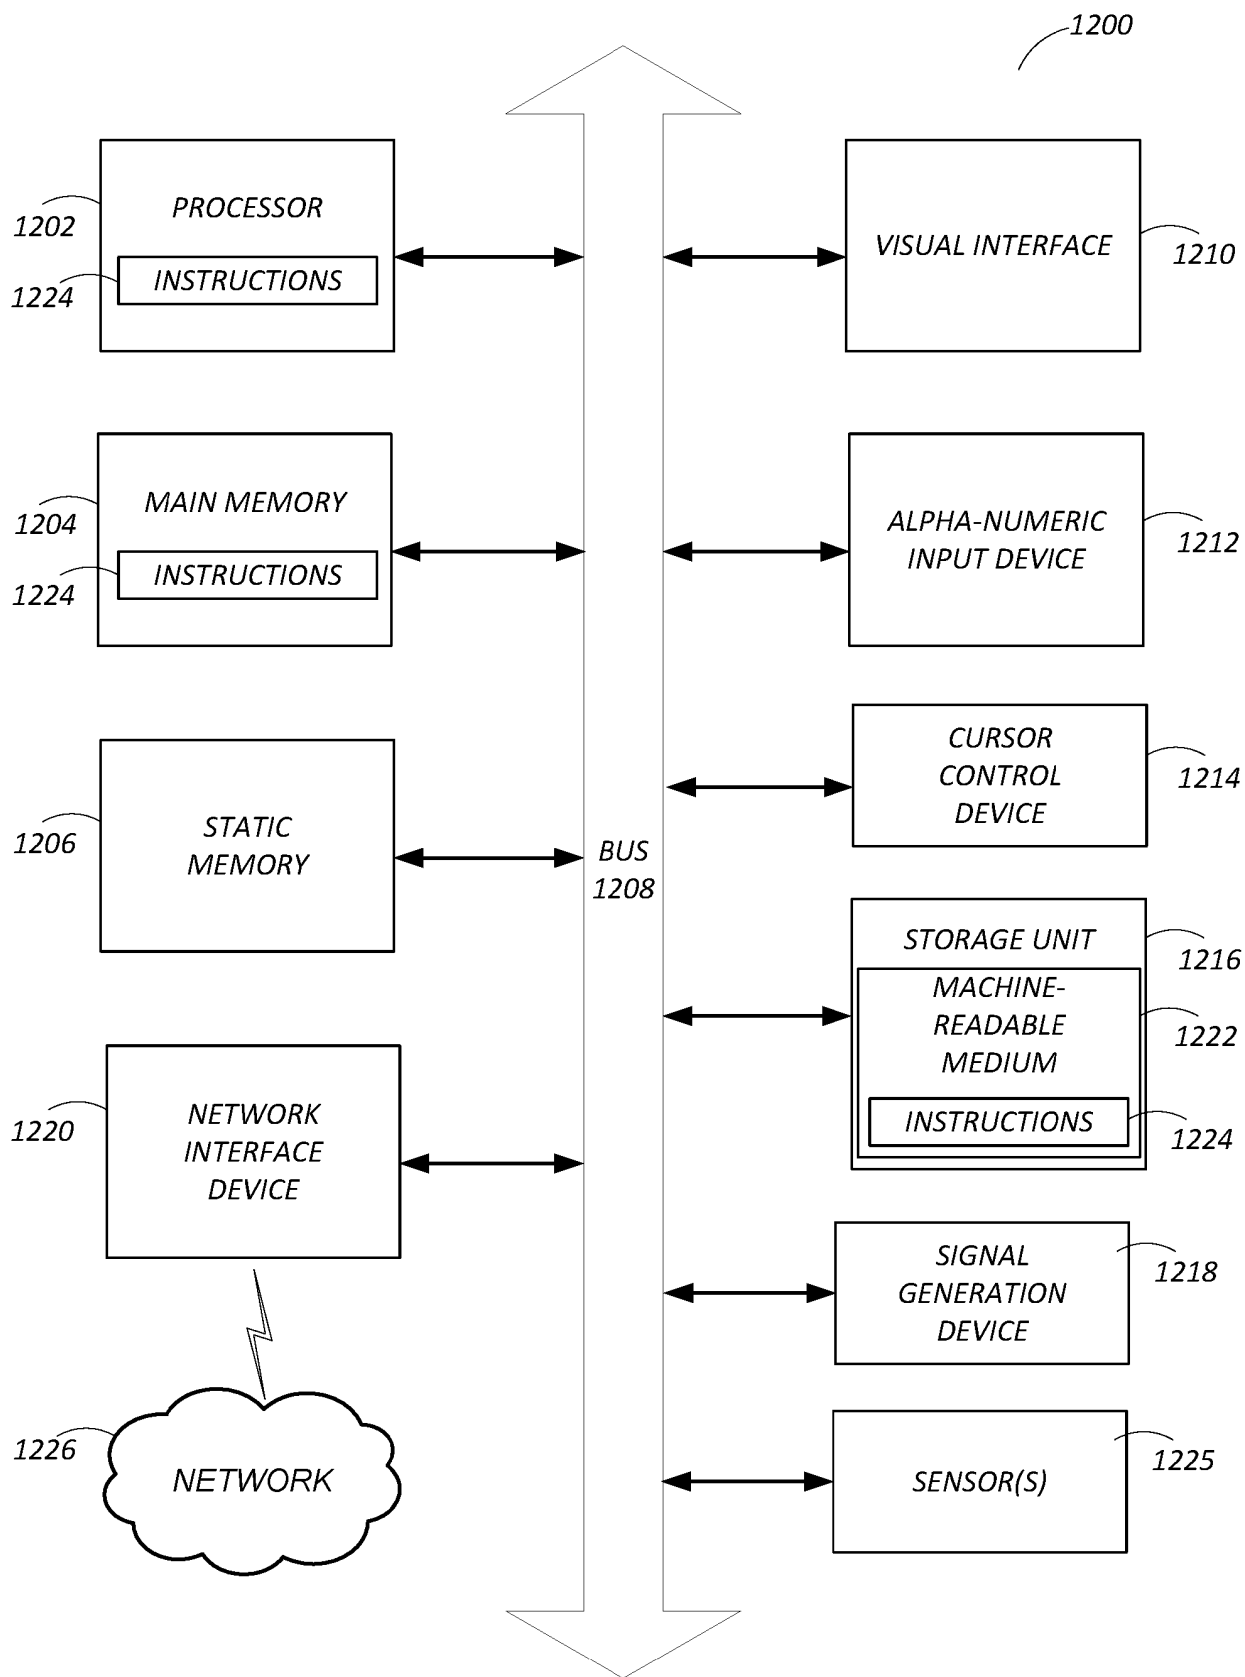 1200
PROCESSOR
1202
INSTRUCTIONS
1224
VISUAL INTERFACE
1210
MAIN MEMORY
1204
INSTRUCTIONS
1224
ALPHA-NUMERIC
INPUT DEVICE
1212
CURSOR
CONTROL
DEVICE
1214
STATIC
MEMORY
1206
BUS
1208
STORAGE UNIT
1216
MACHINE-
READABLE
MEDIUM
1222
INSTRUCTIONS
1224
NETWORK
INTERFACE
DEVICE
1220
SIGNAL
GENERATION
DEVICE
1218
NETWORK
1226
SENSOR(S)
1225